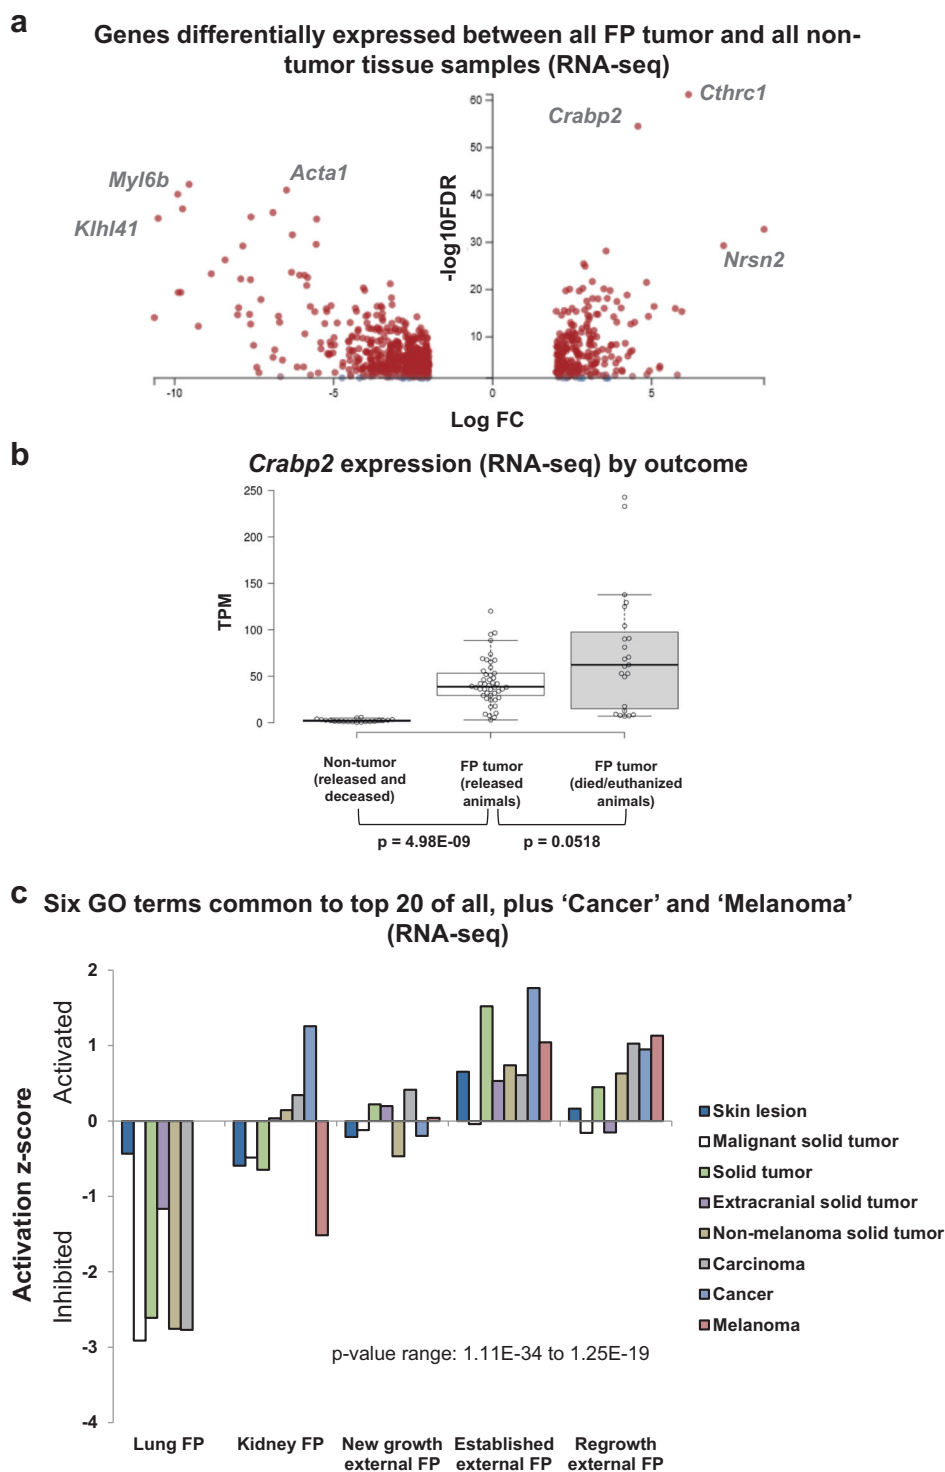 a
Genes differentially expressed between all FP tumor and all non-
tumor tissue samples (RNA-seq)
Cthrc1
Crabp2
Myl6b
Acta1
Klhl41
Nrsn2
-log10FDR
60
50
40
30
20
10
-10
-5
0
5
Log FC
b
Crabp2 expression (RNA-seq) by outcome
TPM
250
200
150
100
50
0
Non-tumor
(released and
deceased)
FP tumor
(released
animals)
FP tumor
(died/euthanized
animals)
p = 4.98E-09
p = 0.0518
c
Six GO terms common to top 20 of all, plus ‘Cancer’ and ‘Melanoma’
(RNA-seq)
Activation z-score
Activated
Inhibited
2
1
0
-1
-2
-3
-4
Skin lesion
Malignant solid tumor
Solid tumor
Extracranial solid tumor
Non-melanoma solid tumor
Carcinoma
Cancer
Melanoma
p-value range: 1.11E-34 to 1.25E-19
Lung FP
Kidney FP
New growth
external FP
Established
external FP
Regrowth
external FP